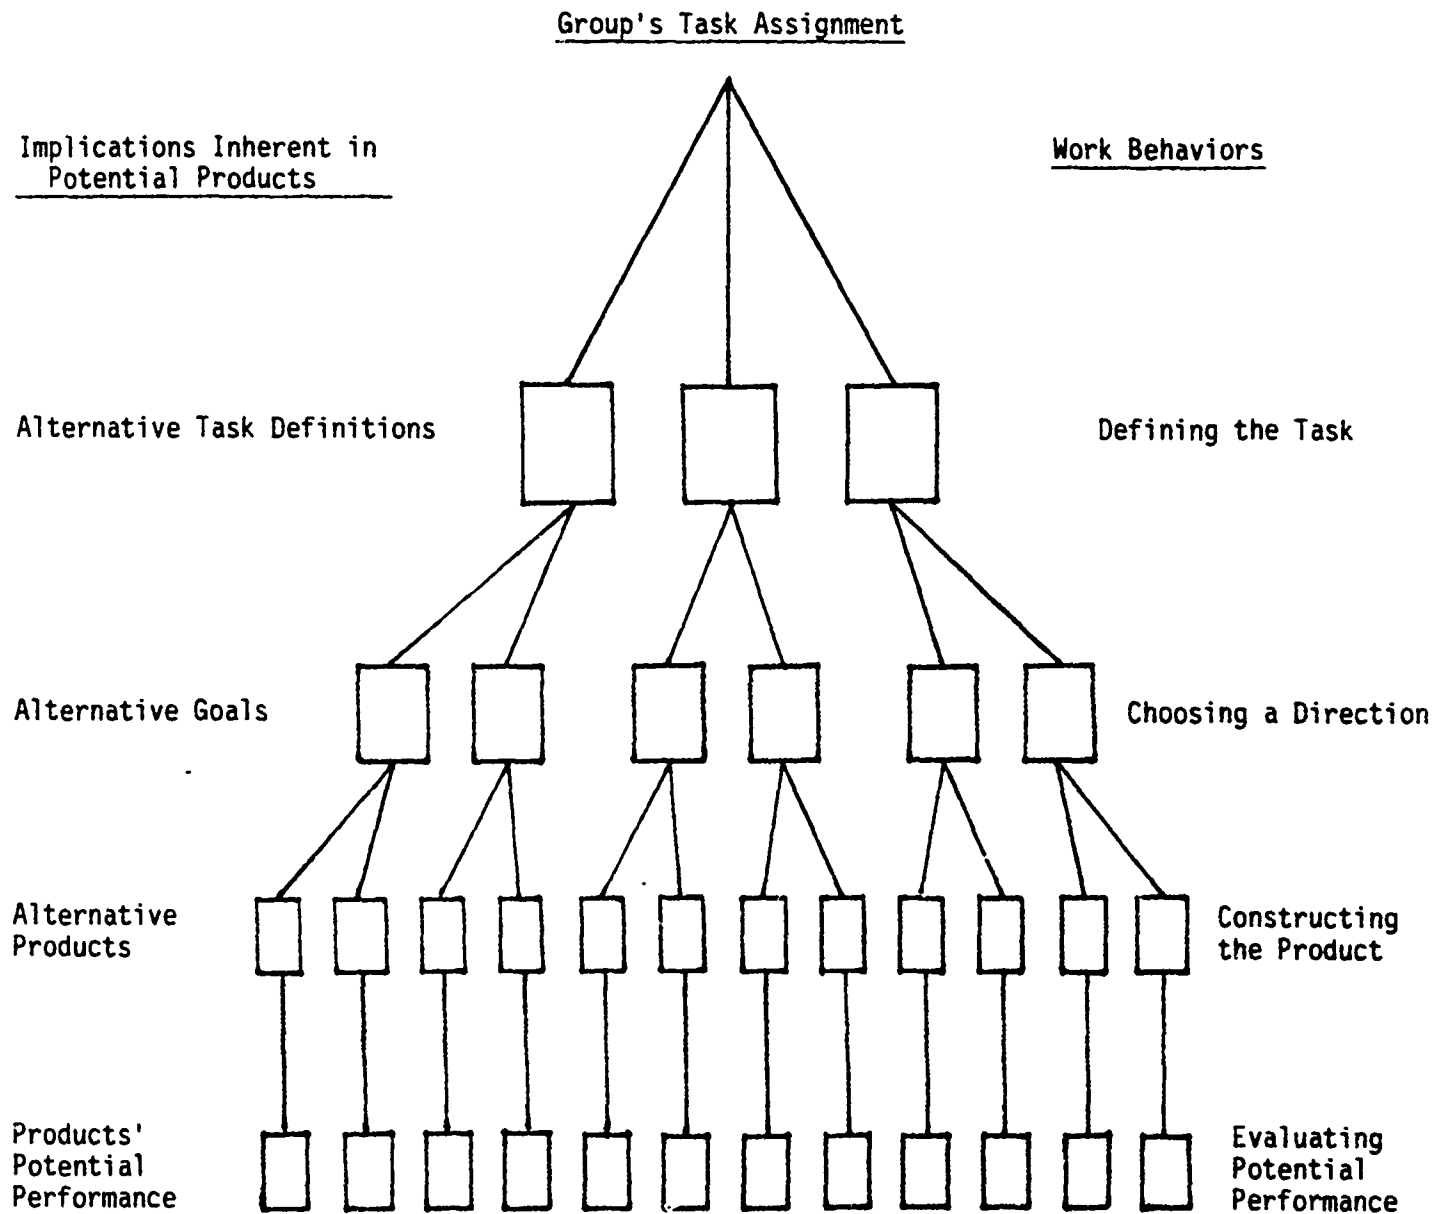 Group's Task Assignment
Implications Inherent in
Potential Products
Work Behaviors
Alternative Task Definitions
Defining the Task
Alternative Goals
Choosing a Direction
Alternative
Products
Constructing
the Product
Products'
Potential
Performance
Evaluating
Potential
Performance